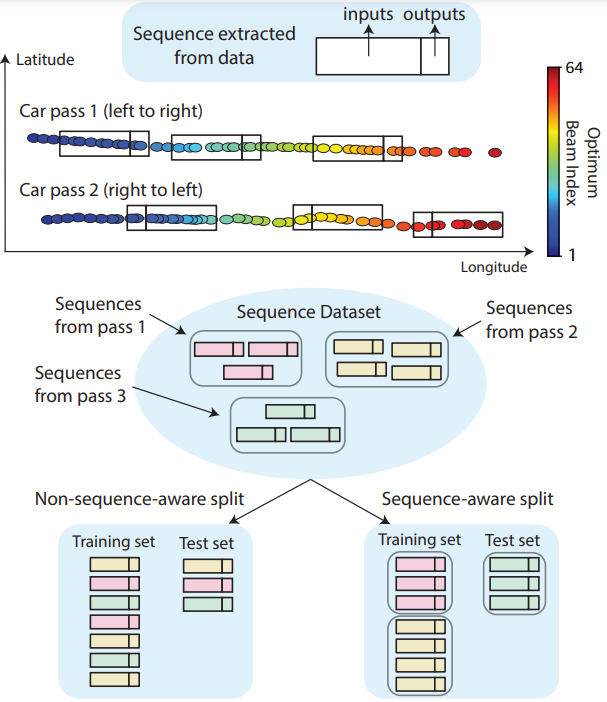 inputs outputs
Sequence extracted
from data
Latitude
Car pass 1 (left to right)
Car pass 2 (right to left)
Longitude
64
Optimum
Beam Index
1
Sequences
from pass 1
Sequence Dataset
Sequences
from pass 2
Sequences
from pass 3
Non-sequence-aware split
Sequence-aware split
Training set
Test set
Training set
Test set